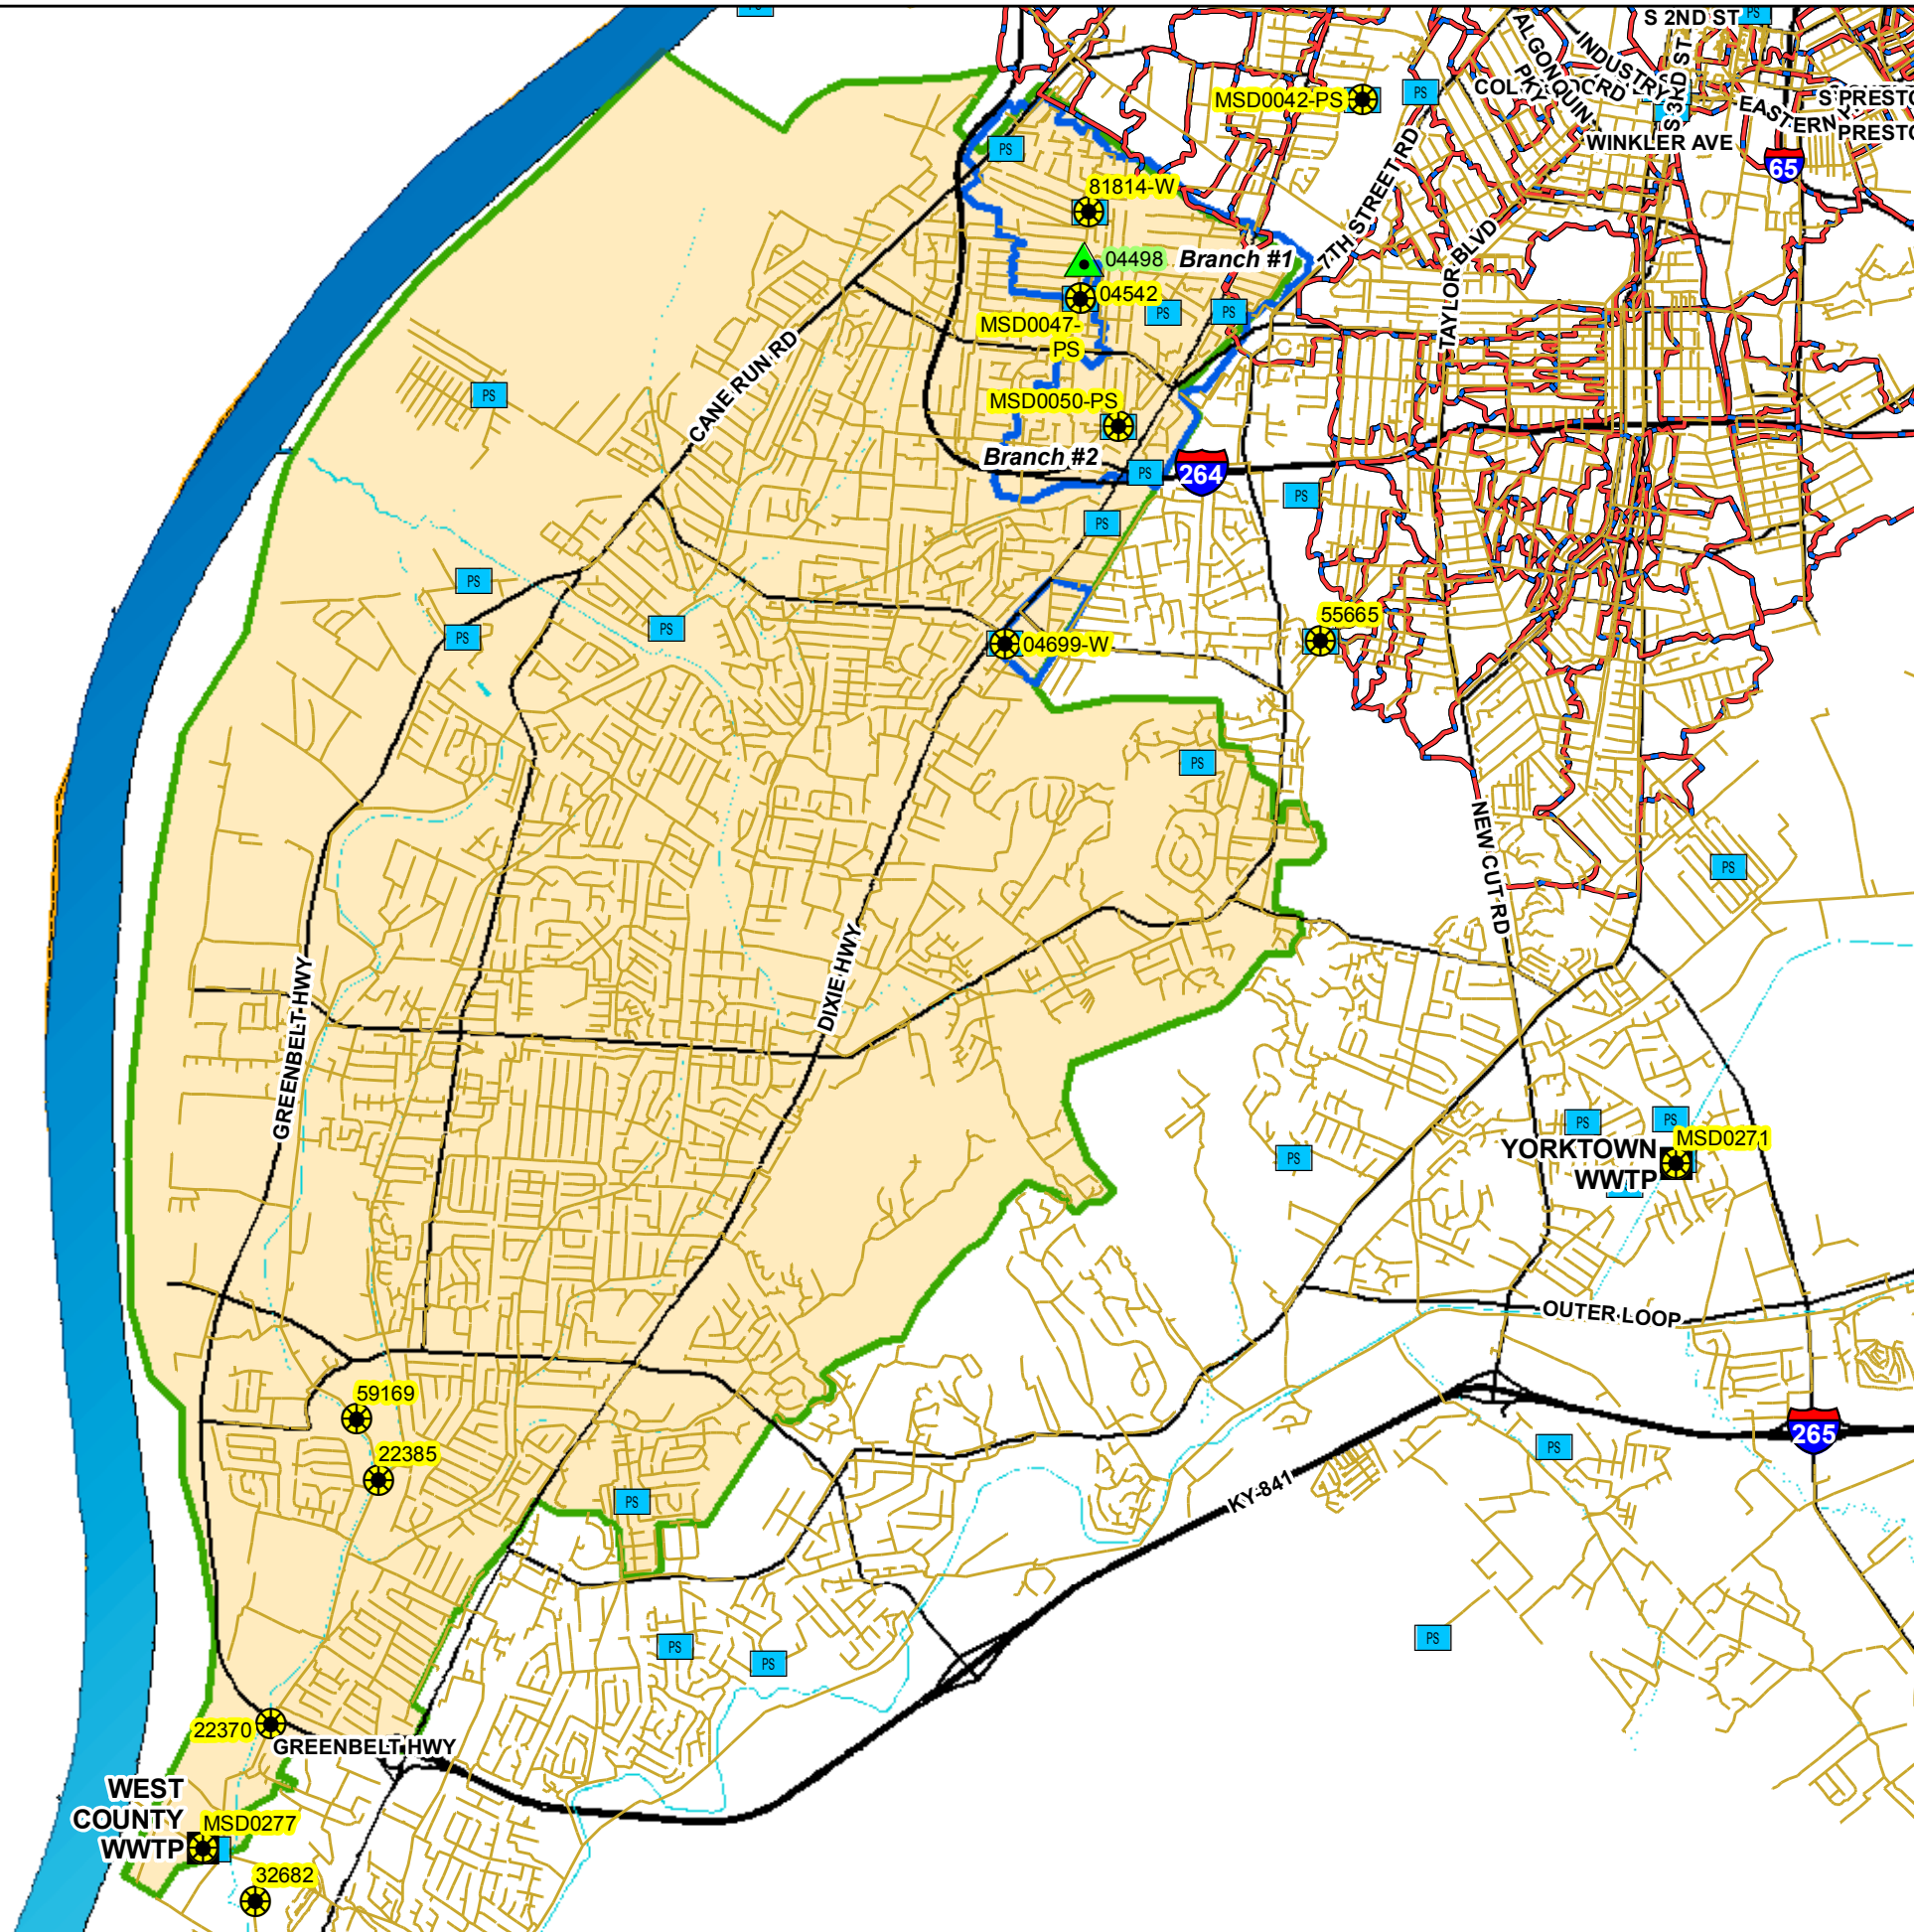 S 2ND ST
PS
ALGONQUIN
PKY
INDUSTRY
RD
S 3RD ST
PS
MSD0042-PS
EASTERN
WINKLER AVE
65
PS
7TH STREET RD
TAYLOR BLVD
81814-W
04498
Branch #1
04542
PS
PS
MSD0047-
PS
CANE RUN RD
PS
MSD0050-PS
Branch #2
PS
264
PS
PS
PS
PS
PS
04699-W
55665
PS
NEW CUT RD
PS
DIXIE HWY
GREENBELT HWY
PS
PS
PS
YORKTOWN
WWTP
MSD0271
OUTER LOOP
59169
22385
265
PS
KY-841
PS
PS
PS
PS
22370
GREENBELT HWY
WEST
COUNTY
WWTP
MSD0277
32682